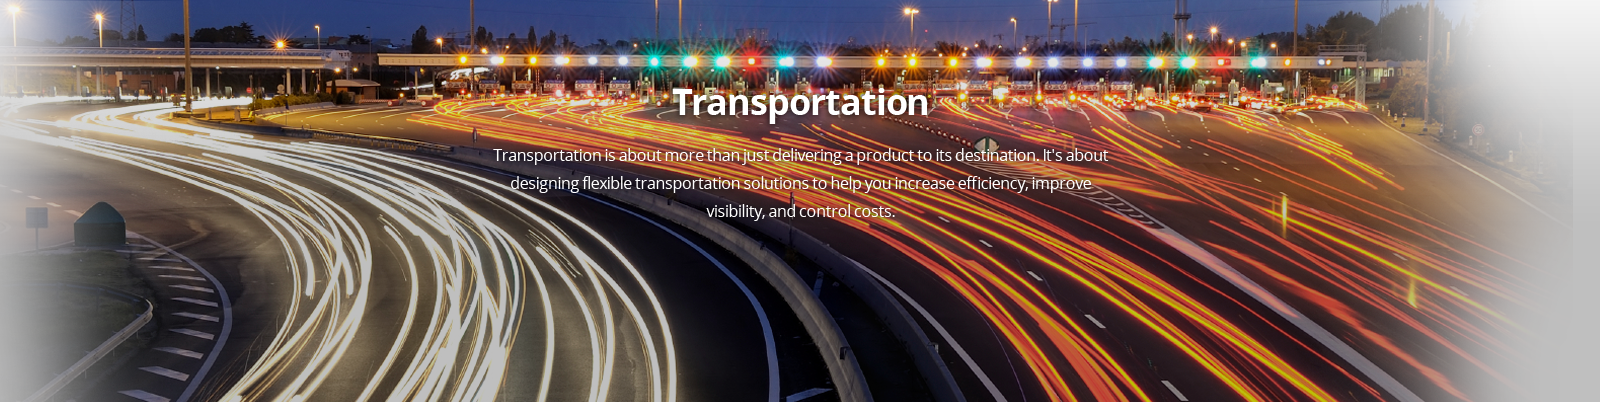 Transportation
Transportation is about more than just delivering a product to its destination. It's about
designing flexible transportation solutions to help you increase efficiency, improve
visibility, and control costs.